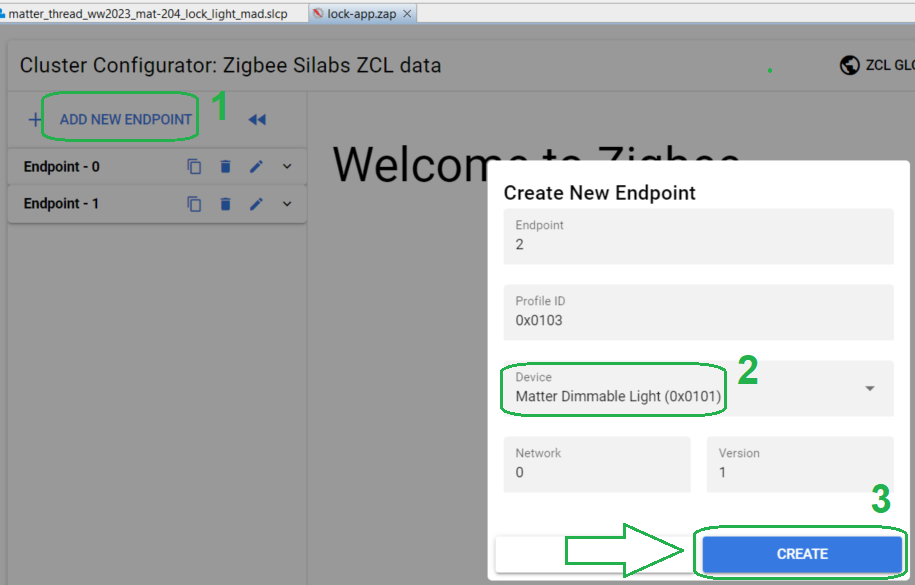 matter_thread_ww2023_mat-204_lock_light_mad.slcp
lock-app.zap
Cluster Configurator: Zigbee Silabs ZCL data
ZCL GLO
ADD NEW ENDPOINT
1
Endpoint - 0
Endpoint - 1
Welcome to Zigbee
Create New Endpoint
Endpoint
2
Profile ID
0x0103
Device
Matter Dimmable Light (0x0101)
2
Network
0
Version
1
3
CREATE